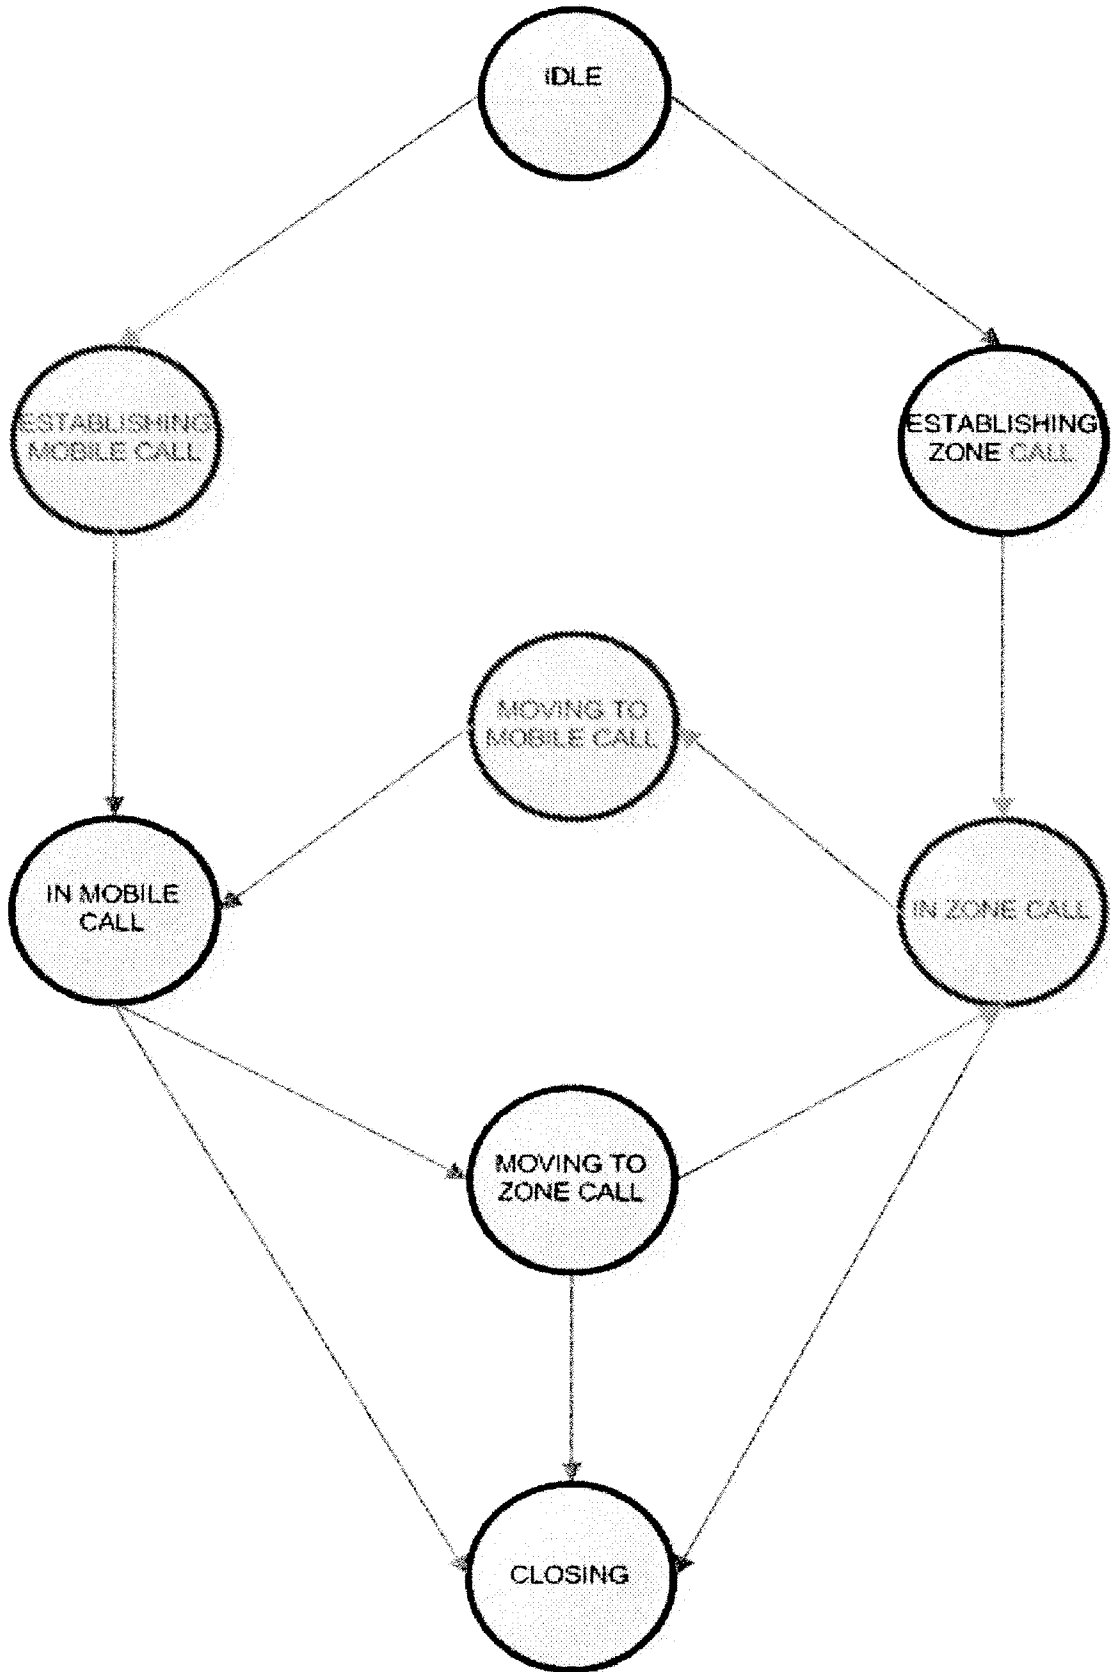 IDLE
ESTABLISHING
MOBILE CALL
ESTABLISHING
ZONE CALL
MOVING TO
MOBILE CALL
IN MOBILE
CALL
IN ZONE CALL
MOVING TO
ZONE CALL
CLOSING